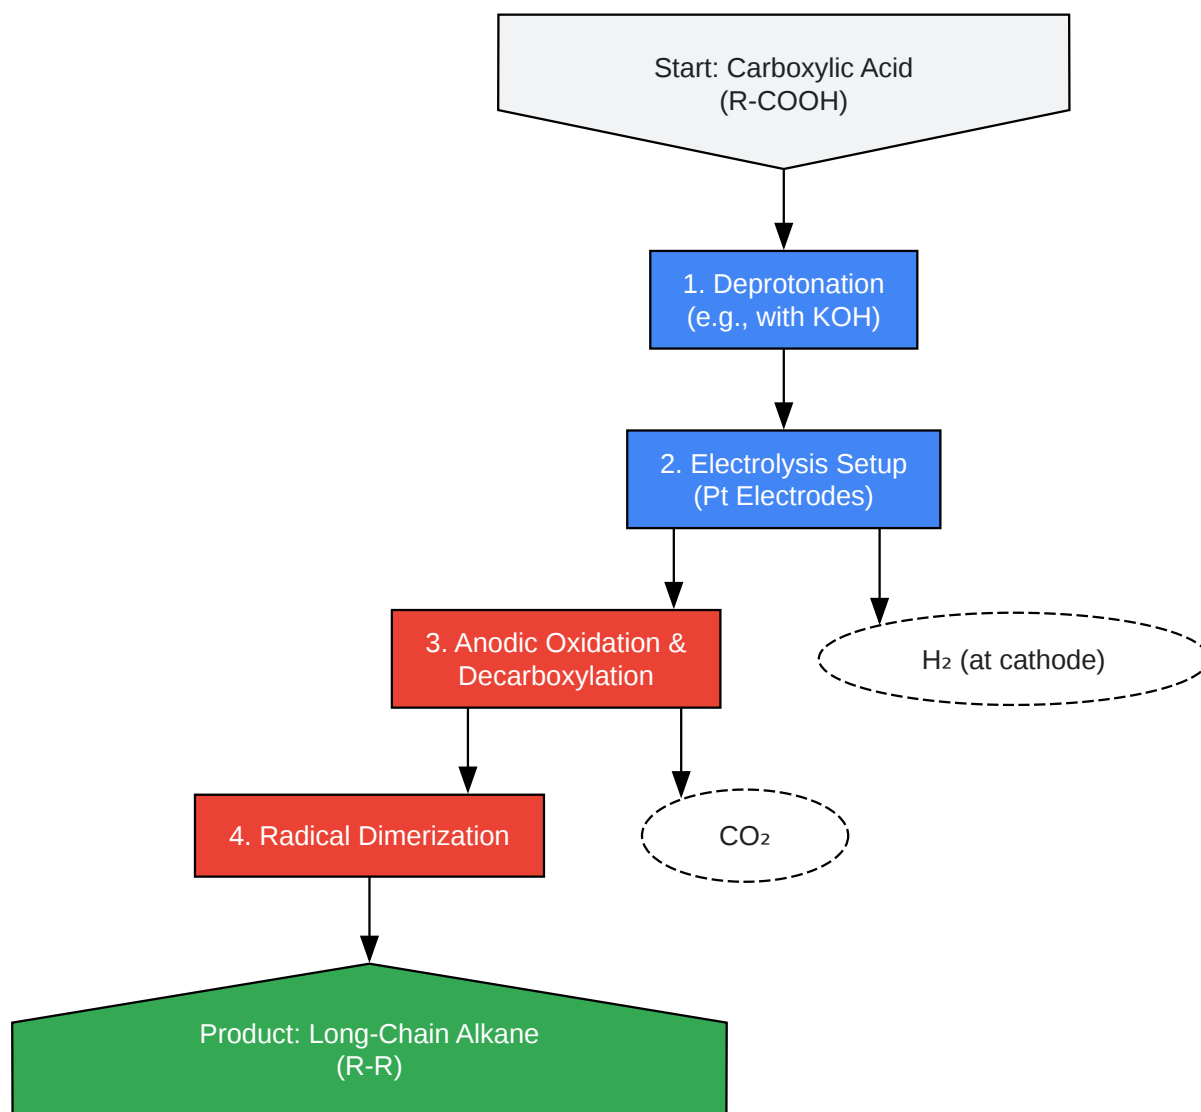 Start: Carboxylic Acid
(R-COOH)
1. Deprotonation
(e.g., with KOH)
2. Electrolysis Setup
(Pt Electrodes)
3. Anodic Oxidation &
Decarboxylation
H₂ (at cathode)
4. Radical Dimerization
CO₂
Product: Long-Chain Alkane
(R-R)